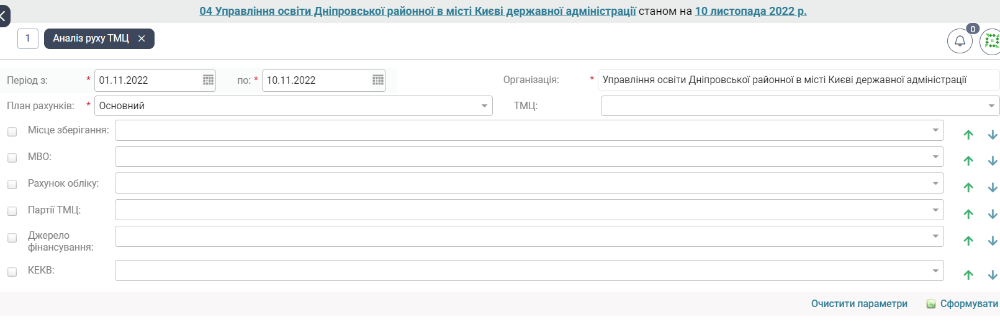 04 Управління освіти Дніпровської районної в місті Києві державної адміністрації станом на 10 листопада 2022 р.
1 Аналіз руху ТМЦ 0
Період з: * 01.11.2022 по: * 10.11.2022 Організація: * Управління освіти Дніпровської районної в місті Києві державної адміністрації
План рахунків: * Основний ТМЦ:
Місце зберігання:
МВО:
Рахунок обліку:
Партії ТМЦ:
Джерело
фінансування:
КЕКВ:
Очистити параметри Сформувати